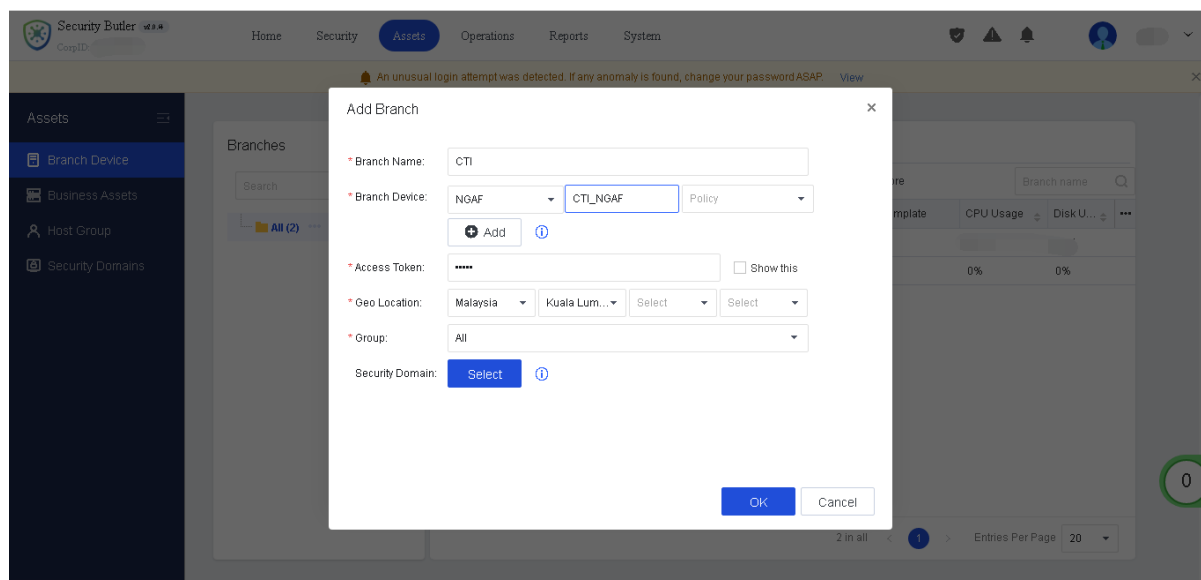 Security Butler v2.0.4
CorpID:
Home Security Assets Operations Reports System
An unusual login attempt was detected. If any anomaly is found, change your password ASAP. View
Assets
Branch Device
Business Assets
Host Group
Security Domains
Branches
Search
All (2)
Add Branch
* Branch Name: CTI
* Branch Device: NGAF CTI_NGAF Policy
Add
* Access Token: ••••• Show this
* Geo Location: Malaysia Kuala Lum... Select Select
* Group: All
Security Domain: Select
OK Cancel
re
Branch name
mplate CPU Usage Disk U...
0% 0%
2 in all 1 Entries Per Page 20
0